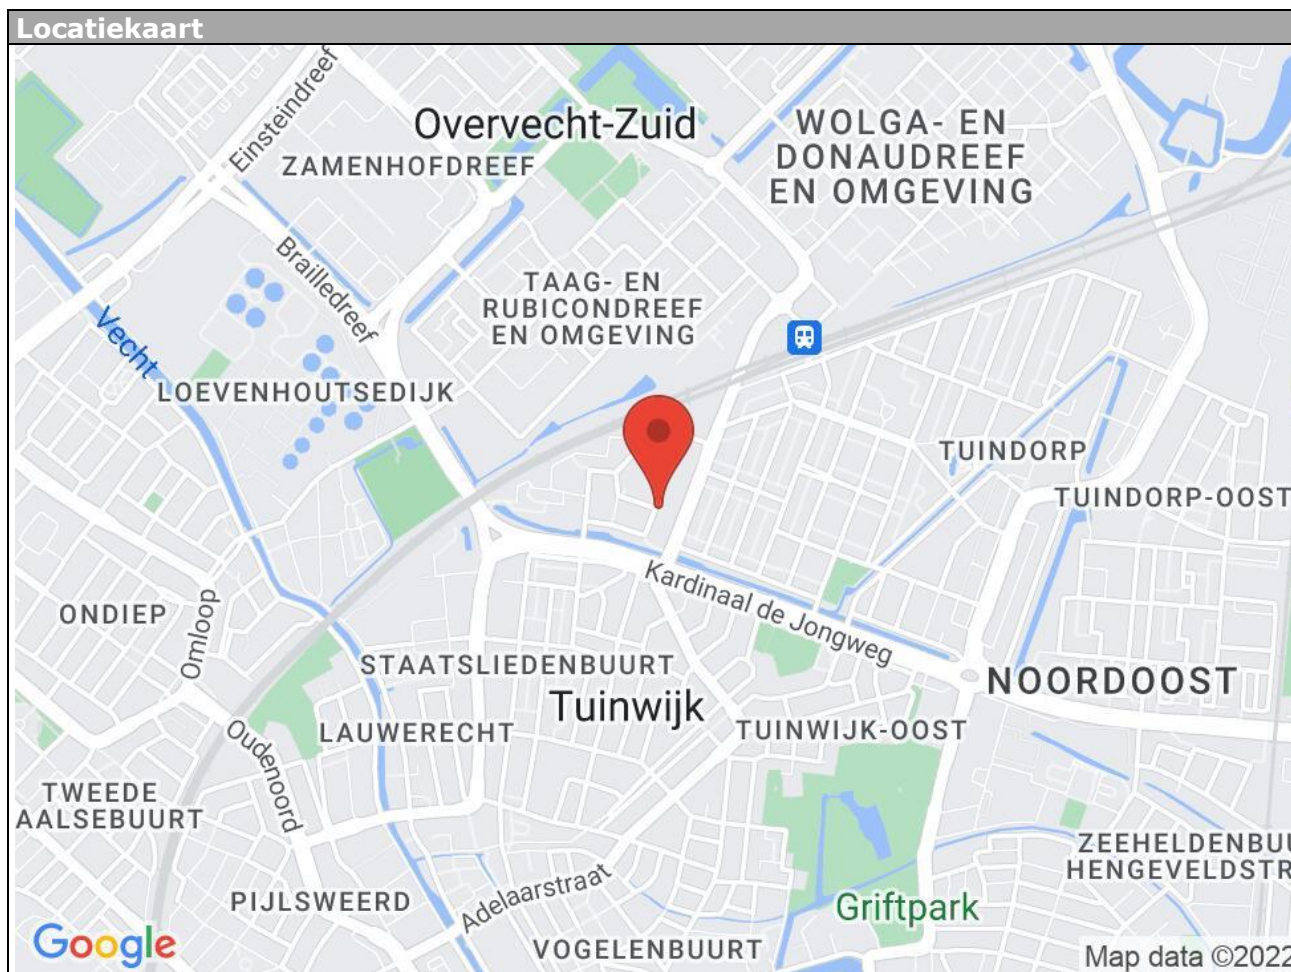 Locatiekaart
Einsteindreef
Overvecht-Zuid
ZAMENHOFDREEF
WOLGA- EN
DONAUDREEF
EN OMGEVING
Brailledreef
TAAG- EN
RUBICONDREEF
EN OMGEVING
Vecht
LOEVENHOUTSEDIJK
TUINDORP
TUINDORP-OOST
Kardinaal de Jongweg
ONDIEP
Omloop
STAATSLIEDENBUURT
NOORDOOST
Tuinwijk
LAUWERECHT
TUINWIJK-OOST
Oudenoord
TWEEDE
AALSEBUURT
ZEEHELDENBUU
HENGEVELDSTR
PIJLSWEERD
Adelaarstraat
Griftpark
VOGELENBUURT
Google
Map data ©2022